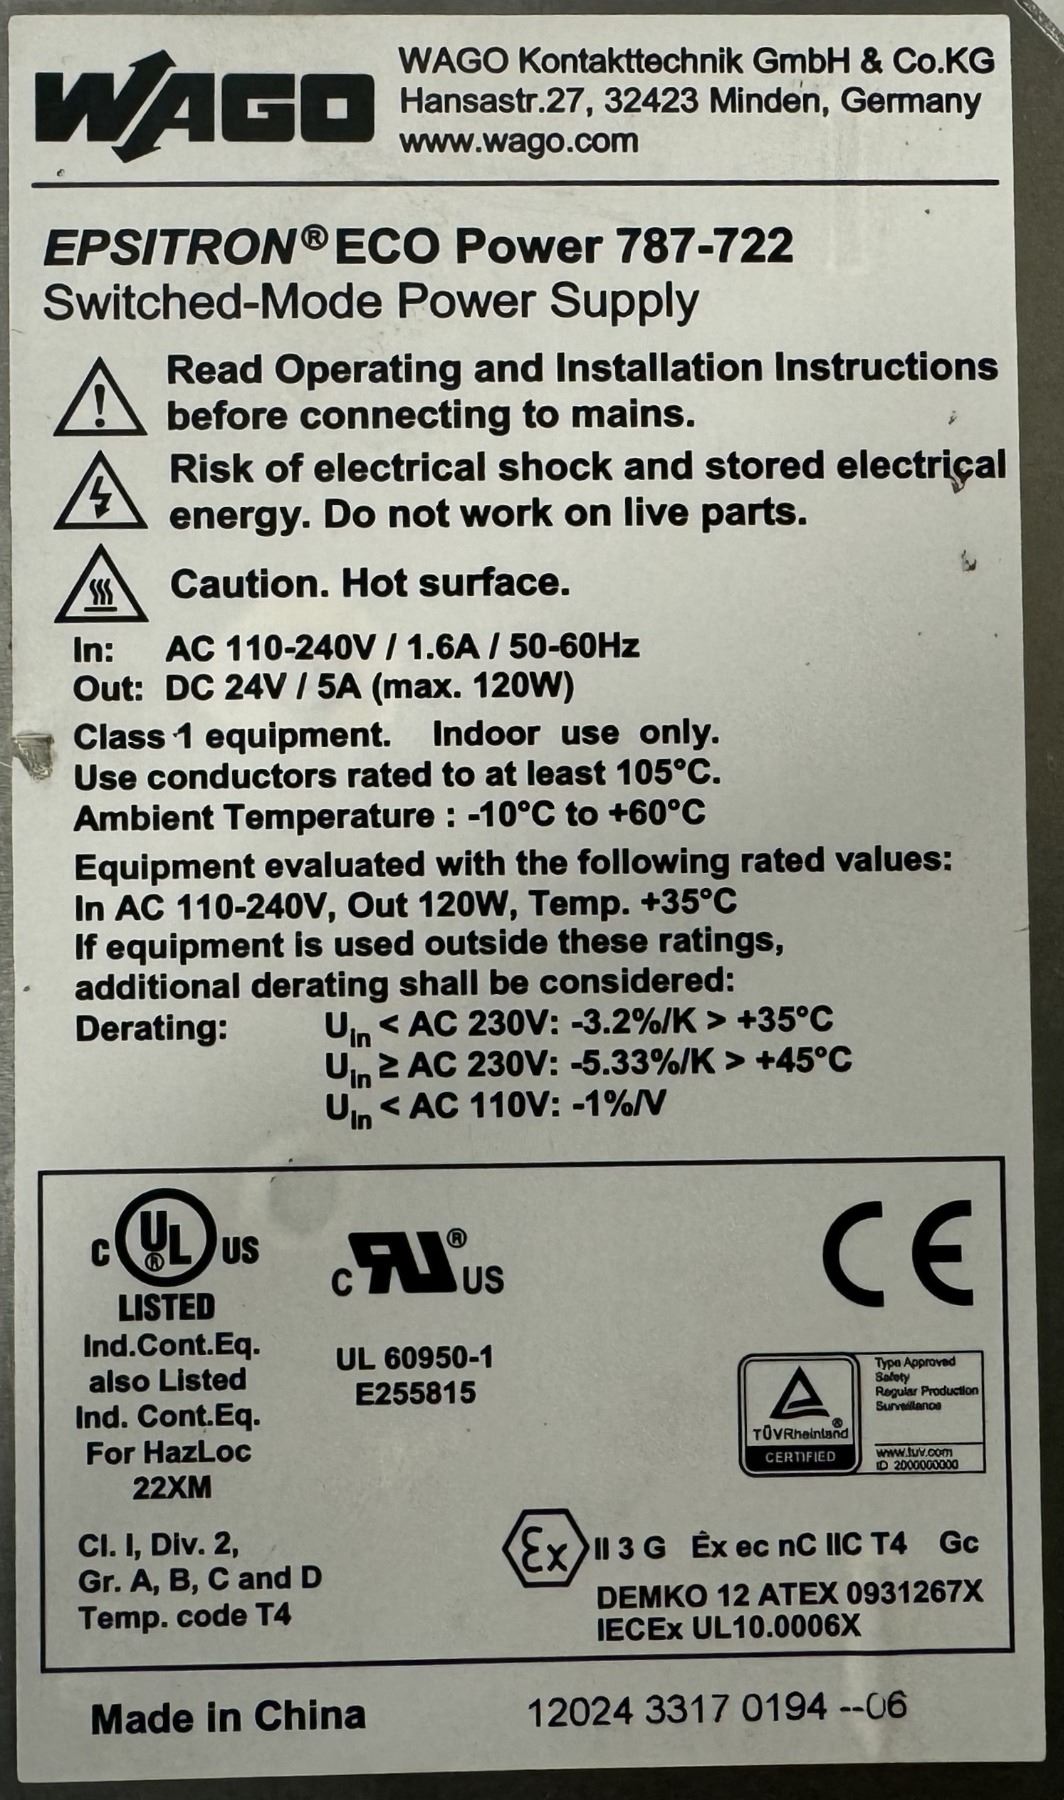 WAGO
WAGO Kontakttechnik GmbH & Co.KG
Hansastr.27, 32423 Minden, Germany
www.wago.com
EPSITRON® ECO Power 787-722
Switched-Mode Power Supply
Read Operating and Installation Instructions
before connecting to mains.
Risk of electrical shock and stored electrical
energy. Do not work on live parts.
Caution. Hot surface.
In: AC 110-240V / 1.6A / 50-60Hz
Out: DC 24V / 5A (max. 120W)
Class 1 equipment. Indoor use only.
Use conductors rated to at least 105°C.
Ambient Temperature : -10°C to +60°C
Equipment evaluated with the following rated values:
In AC 110-240V, Out 120W, Temp. +35°C
If equipment is used outside these ratings,
additional derating shall be considered:
Derating: Uin < AC 230V: -3.2%/K > +35°C
Uin ≥ AC 230V: -5.33%/K > +45°C
Uin < AC 110V: -1%/V
C UL® US
LISTED
Ind.Cont.Eq.
also Listed
Ind. Cont.Eq.
For HazLoc
22XM
Cl. I, Div. 2,
Gr. A, B, C and D
Temp. code T4
C RU® US
UL 60950-1
E255815
CE
TÜVRheinland®
CERTIFIED
Type Approved
Safety
Regular Production
Surveillance
www.tuv.com
ID 2000000000
Ex II 3 G Ex ec nC IIC T4 Gc
DEMKO 12 ATEX 0931267X
IECEx UL10.0006X
Made in China
12024 3317 0194 --06